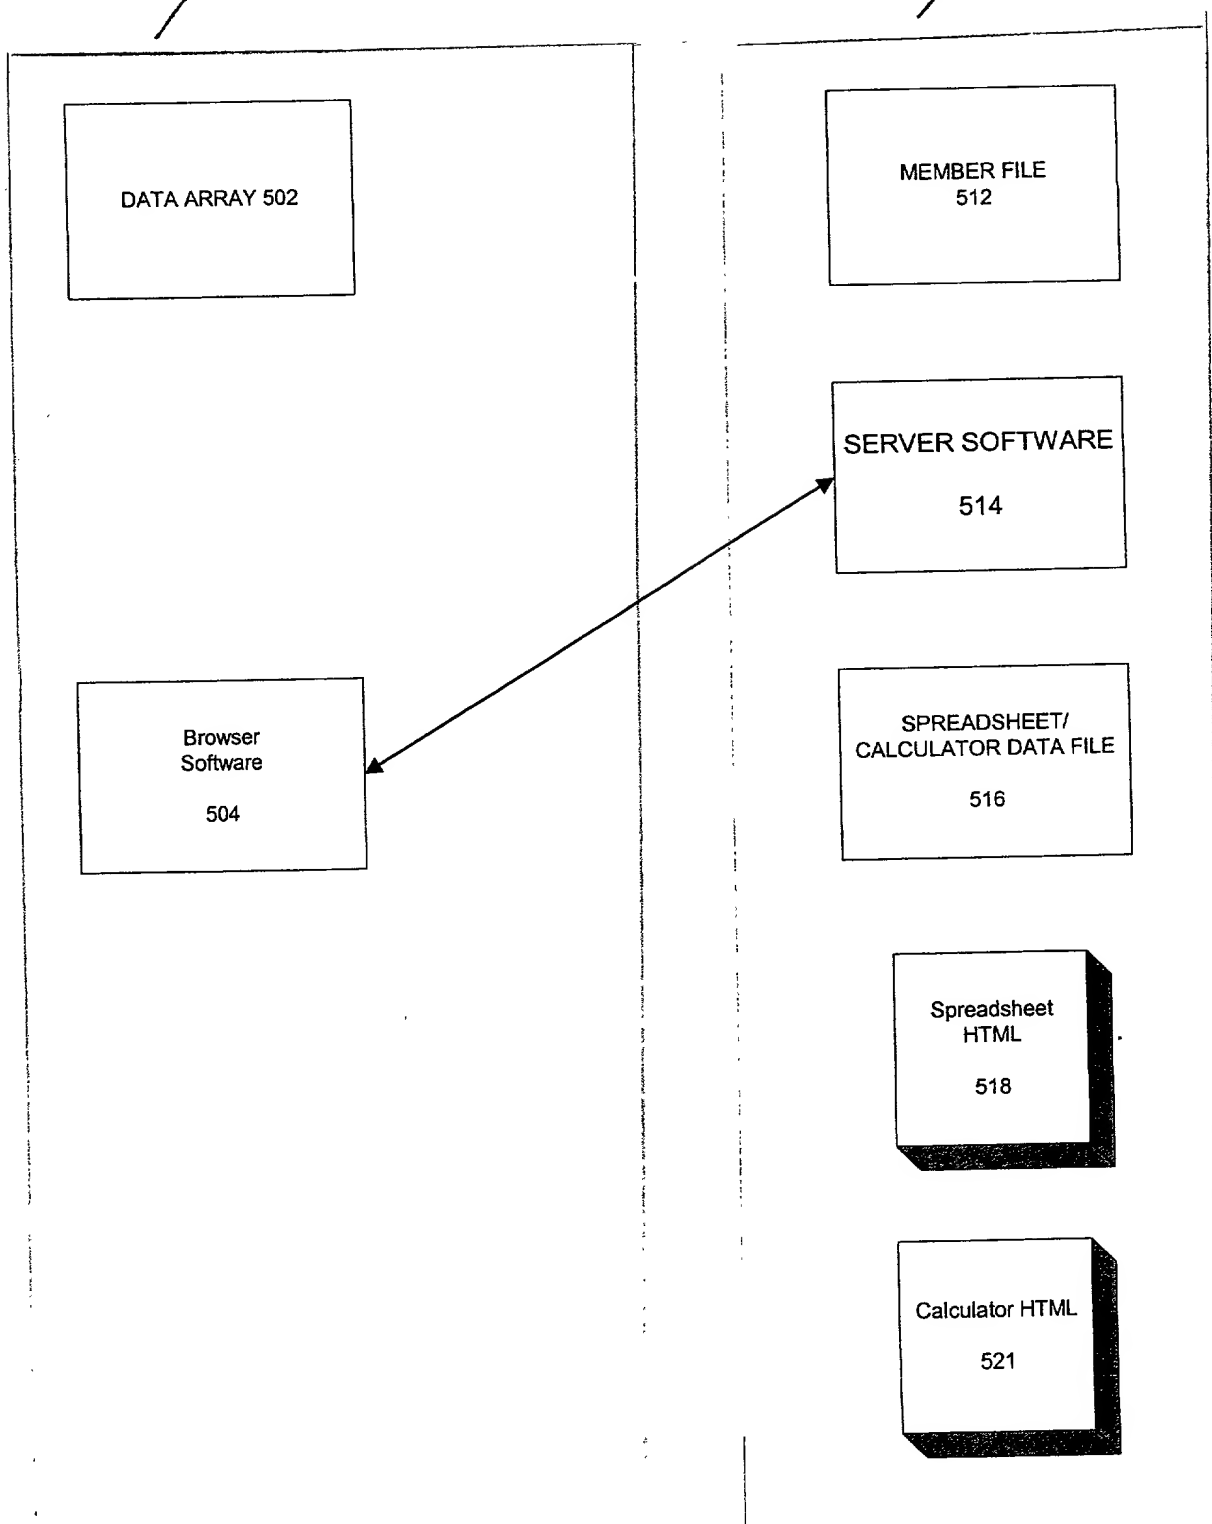 DATA ARRAY 502
Browser
Software
504
MEMBER FILE
512
SERVER SOFTWARE
514
SPREADSHEET/
CALCULATOR DATA FILE
516
Spreadsheet
HTML
518
Calculator HTML
521